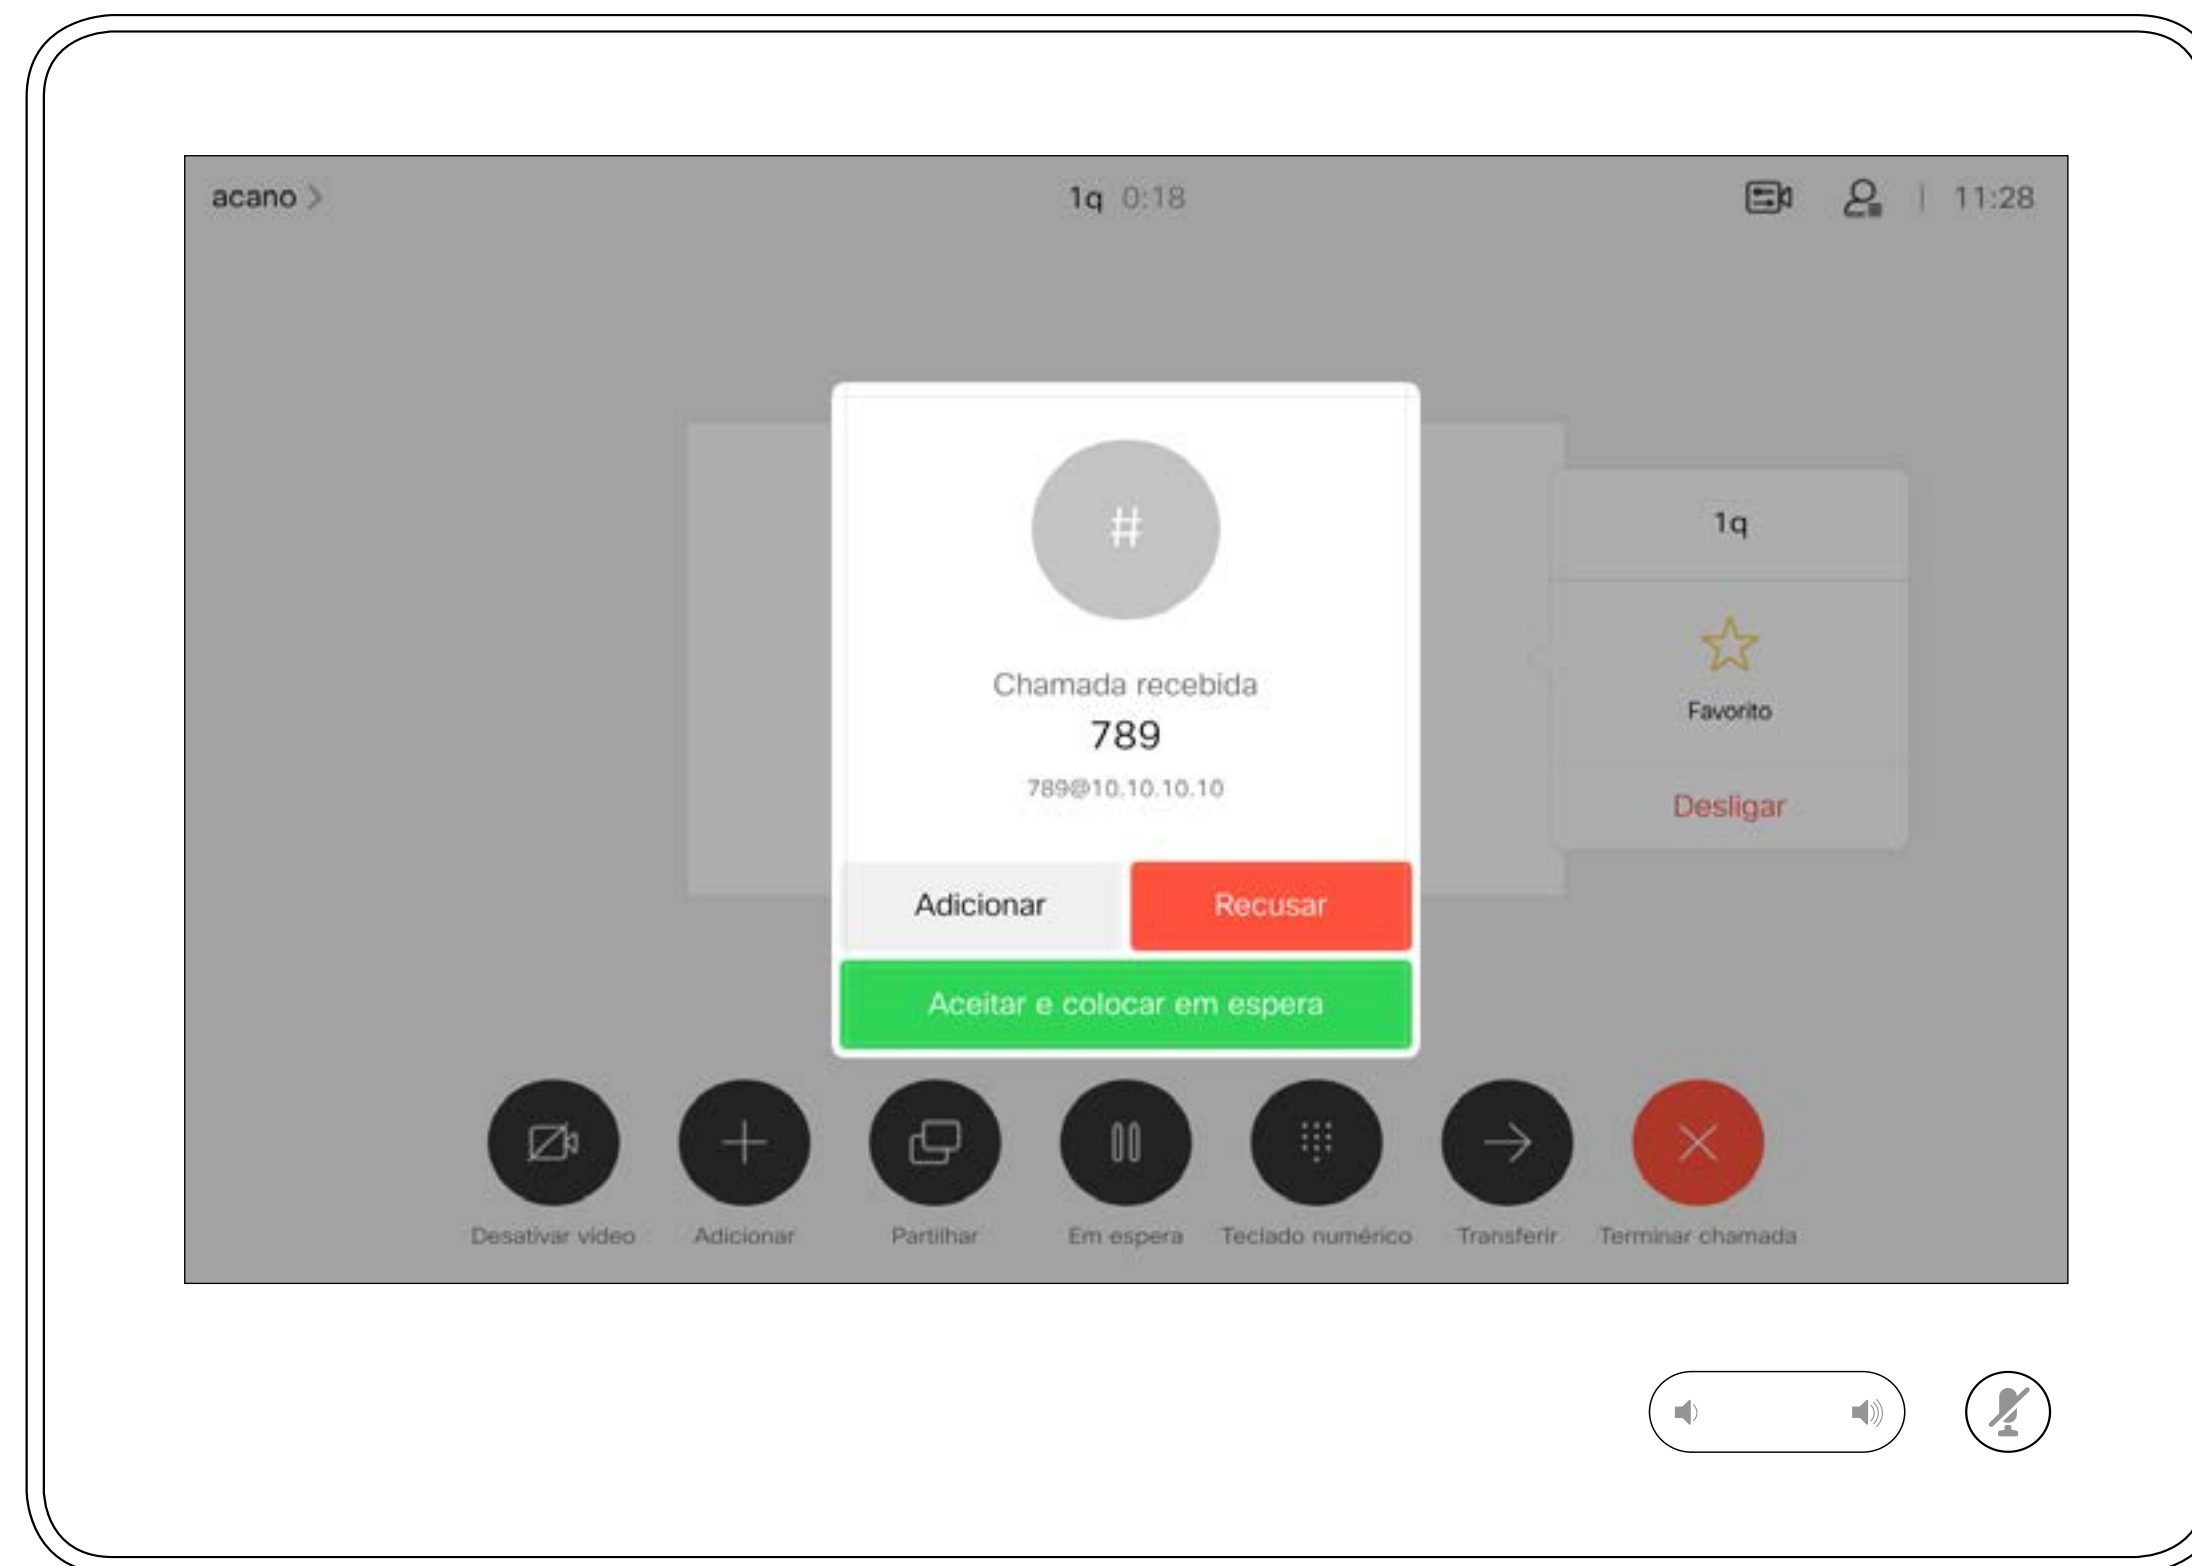 acano
1q 0:18
11:28
#
Chamada recebida
789
789@10.10.10.10
Adicionar
Recusar
Aceitar e colocar em espera
1q
Favorito
Desligar
Desativar vídeo
Adicionar
Partilhar
Em espera
Teclado numérico
Transferir
Terminar chamada